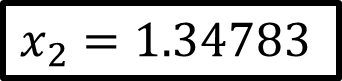 x₂ = 1.34783